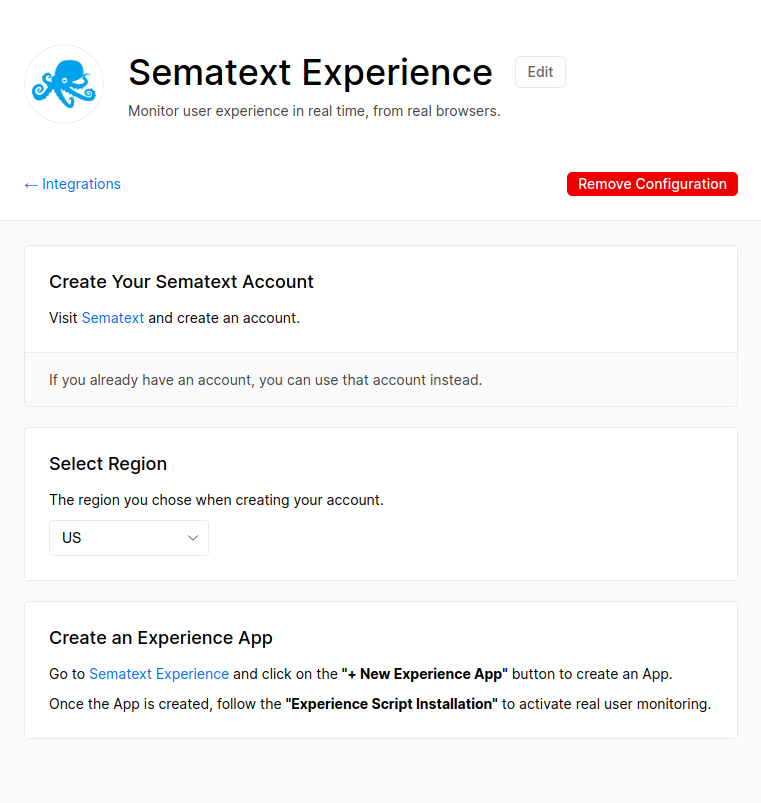 Sematext Experience
Edit
Monitor user experience in real time, from real browsers.
← Integrations
Remove Configuration
Create Your Sematext Account
Visit Sematext and create an account.
If you already have an account, you can use that account instead.
Select Region
The region you chose when creating your account.
US
Create an Experience App
Go to Sematext Experience and click on the "+ New Experience App" button to create an App.
Once the App is created, follow the "Experience Script Installation" to activate real user monitoring.